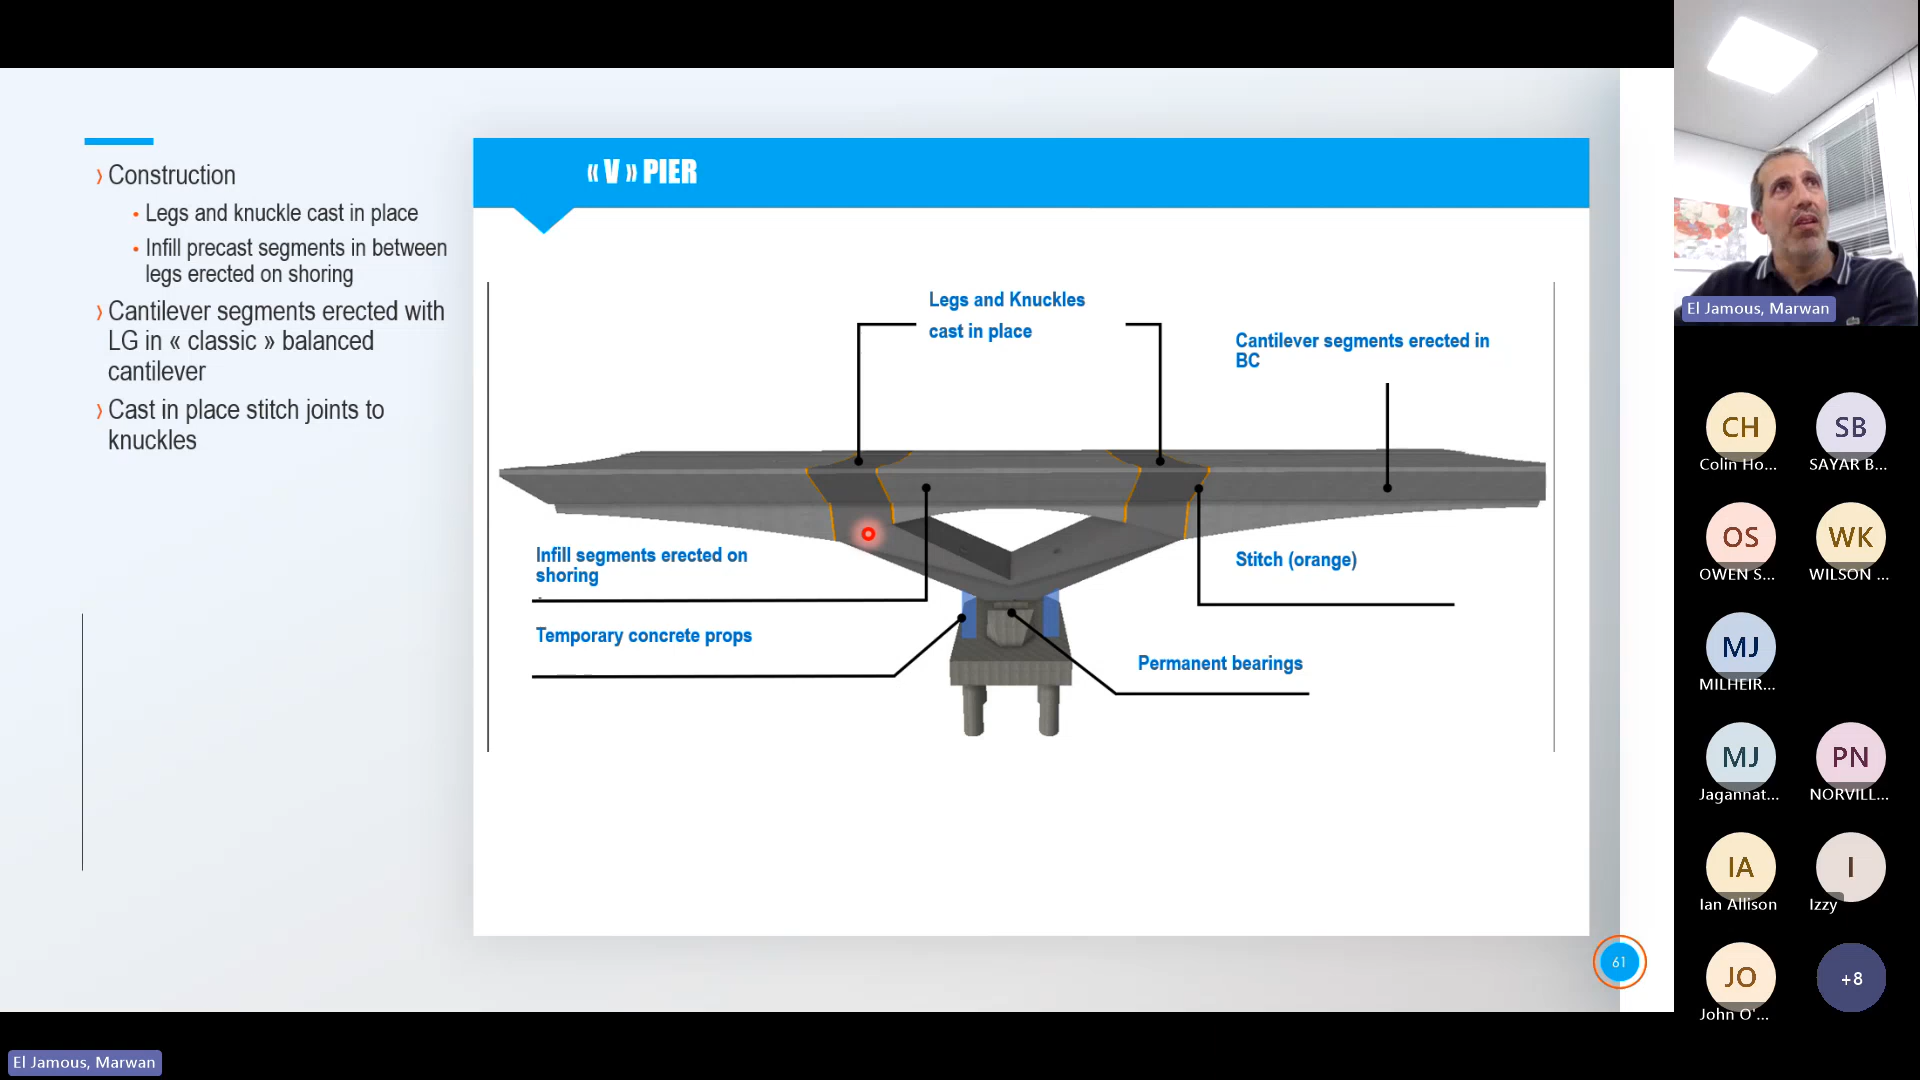 › Construction
• Legs and knuckle cast in place
• Infill precast segments in between
legs erected on shoring
› Cantilever segments erected with
LG in « classic » balanced
cantilever
› Cast in place stitch joints to
knuckles
« V » PIER
Legs and Knuckles
cast in place
Cantilever segments erected in
BC
Infill segments erected on
shoring
Stitch (orange)
Temporary concrete props
Permanent bearings
61
El Jamous, Marwan
CH
Colin Ho...
SB
SAYAR B...
OS
OWEN S...
WK
WILSON ...
MJ
MILHEIR...
MJ
Jagannat...
PN
NORVILL...
IA
Ian Allison
I
Izzy
JO
John O'...
+8
El Jamous, Marwan